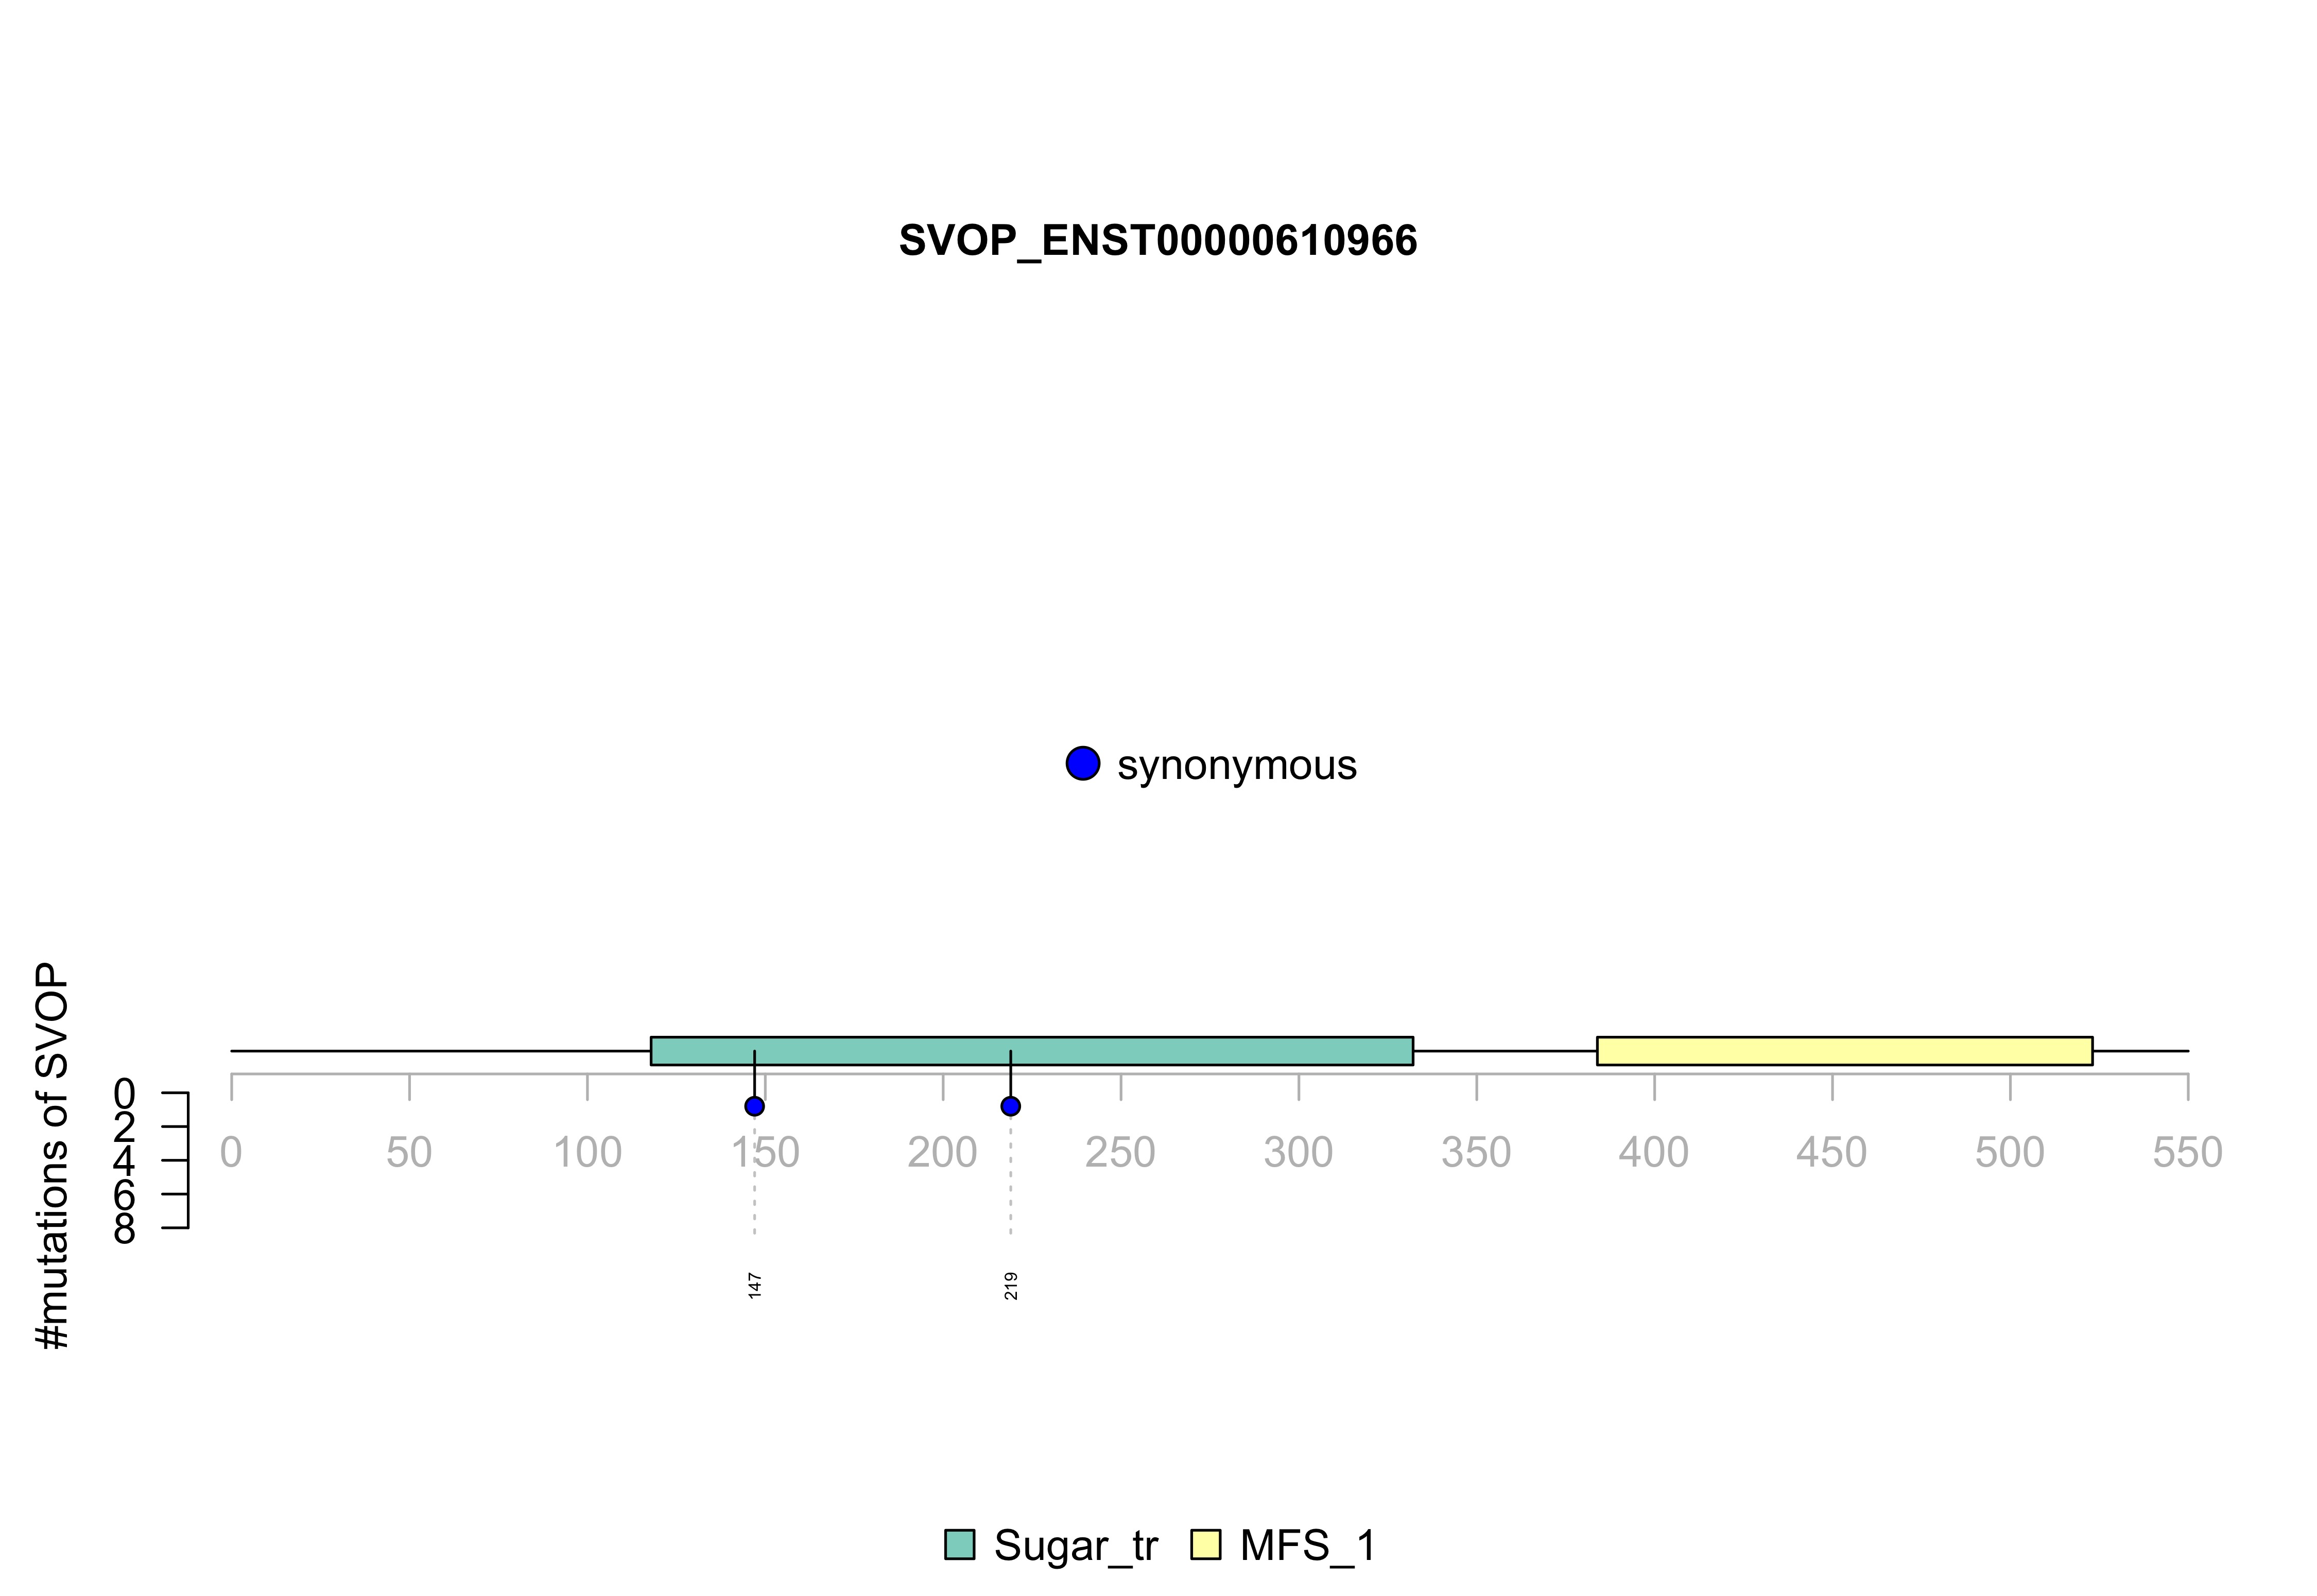 SVOP_ENST00000610966
synonymous
#mutations of SVOP
0
2
4
6
8
0 50 100 150 200 250 300 350 400 450 500 550
147 219
Sugar_tr MFS_1